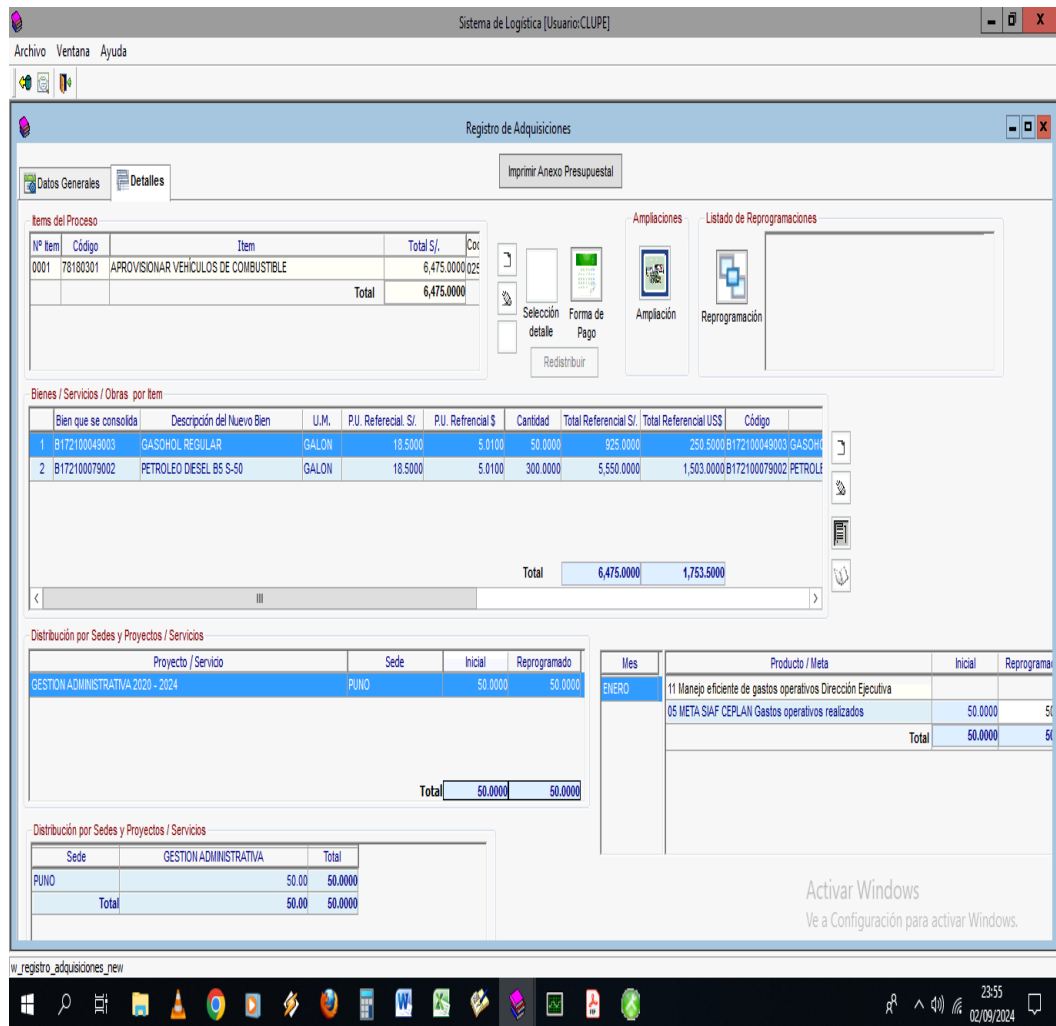 Sistema de Logística [Usuario:CLUPE]
Archivo Ventana Ayuda
Registro de Adquisiciones
Datos Generales Detalles Imprimir Anexo Presupuestal
Items del Proceso Ampliaciones Listado de Reprogramaciones
Nº Item Código Item Total S/.
0001 78180301 APROVISIONAR VEHÍCULOS DE COMBUSTIBLE 6,475.0000 025
Total 6,475.0000
Selección detalle Forma de Pago Ampliación Reprogramación
Redistribuir
Bienes / Servicios / Obras por Item
Bien que se consolida Descripción del Nuevo Bien U.M. P.U. Referecial. S/. P.U. Refrencial $ Cantidad Total Referencial S/. Total Referencial US$ Código
1 B172100049003 GASOHOL REGULAR GALON 18.5000 5.0100 50.0000 925.0000 250.5000 B172100049003 GASOHO
2 B172100079002 PETROLEO DIESEL B5 S-50 GALON 18.5000 5.0100 300.0000 5,550.0000 1,503.0000 B172100079002 PETROLE
Total 6,475.0000 1,753.5000
Distribución por Sedes y Proyectos / Servicios
Proyecto / Servicio Sede Inicial Reprogramado
GESTION ADMINISTRATIVA 2020 - 2024 PUNO 50.0000 50.0000
Total 50.0000 50.0000
Mes Producto / Meta Inicial Reprogramad
ENERO 11 Manejo eficiente de gastos operativos Dirección Ejecutiva
05 META SIAF CEPLAN Gastos operativos realizados 50.0000 50
Total 50.0000 50
Distribución por Sedes y Proyectos / Servicios
Sede GESTION ADMINISTRATIVA Total
PUNO 50.00 50.0000
Total 50.00 50.0000
Activar Windows
Ve a Configuración para activar Windows.
w_registro_adquisiciones_new
23:55
02/09/2024